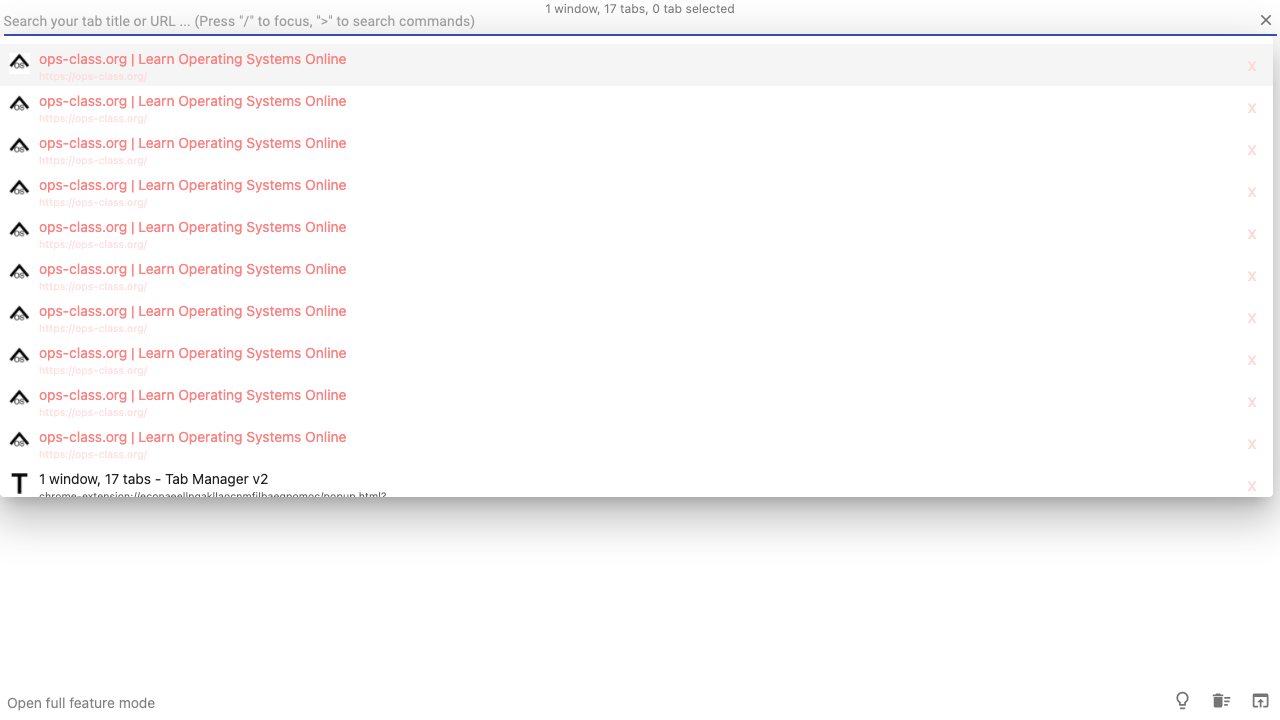 1 window, 17 tabs, 0 tab selected
Search your tab title or URL ... (Press "/" to focus, ">" to search commands)
ops-class.org | Learn Operating Systems Online
https://ops-class.org/
X
ops-class.org | Learn Operating Systems Online
https://ops-class.org/
X
ops-class.org | Learn Operating Systems Online
https://ops-class.org/
X
ops-class.org | Learn Operating Systems Online
https://ops-class.org/
X
ops-class.org | Learn Operating Systems Online
https://ops-class.org/
X
ops-class.org | Learn Operating Systems Online
https://ops-class.org/
X
ops-class.org | Learn Operating Systems Online
https://ops-class.org/
X
ops-class.org | Learn Operating Systems Online
https://ops-class.org/
X
ops-class.org | Learn Operating Systems Online
https://ops-class.org/
X
ops-class.org | Learn Operating Systems Online
https://ops-class.org/
X
T
1 window, 17 tabs - Tab Manager v2
X
Open full feature mode